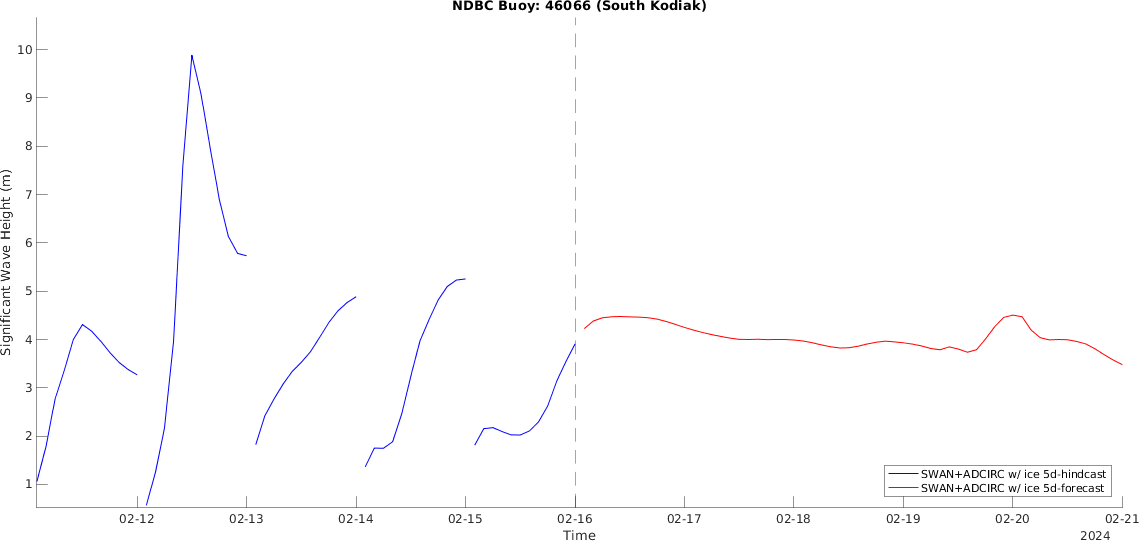 NDBC Buoy: 46066 (South Kodiak)
Significant Wave Height (m)
10
9
8
7
6
5
4
3
2
1
SWAN+ADCIRC w/ ice 5d-hindcast
SWAN+ADCIRC w/ ice 5d-forecast
02-12 02-13 02-14 02-15 02-16 02-17 02-18 02-19 02-20 02-21
Time
2024